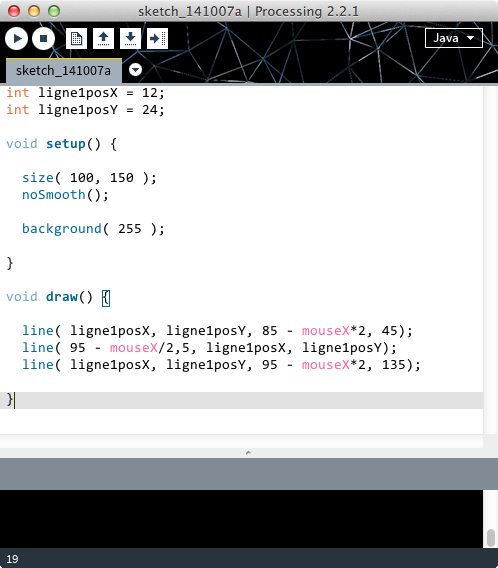 sketch_141007a | Processing 2.2.1
Java
sketch_141007a
int ligne1posX = 12;
int ligne1posY = 24;
void setup() {
size( 100, 150 );
noSmooth();
background( 255 );
}
void draw() {
line( ligne1posX, ligne1posY, 85 - mouseX*2, 45);
line( 95 - mouseX/2,5, ligne1posX, ligne1posY);
line( ligne1posX, ligne1posY, 95 - mouseX*2, 135);
}
19